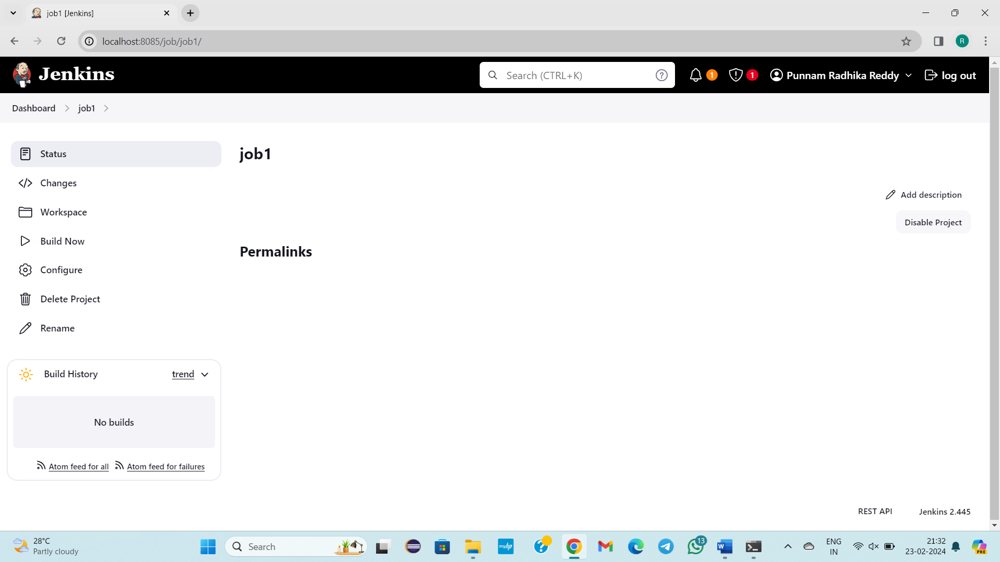 job1 [Jenkins]
localhost:8085/job/job1/
R
Jenkins
Search (CTRL+K)
?
1
1
Punnam Radhika Reddy
log out
Dashboard
job1
Status
Changes
Workspace
Build Now
Configure
Delete Project
Rename
job1
Add description
Disable Project
Permalinks
Build History
trend
No builds
Atom feed for all
Atom feed for failures
REST API
Jenkins 2.445
28°C
Partly cloudy
Search
myhp
13
W
ENG
IN
21:32
23-02-2024
PRE